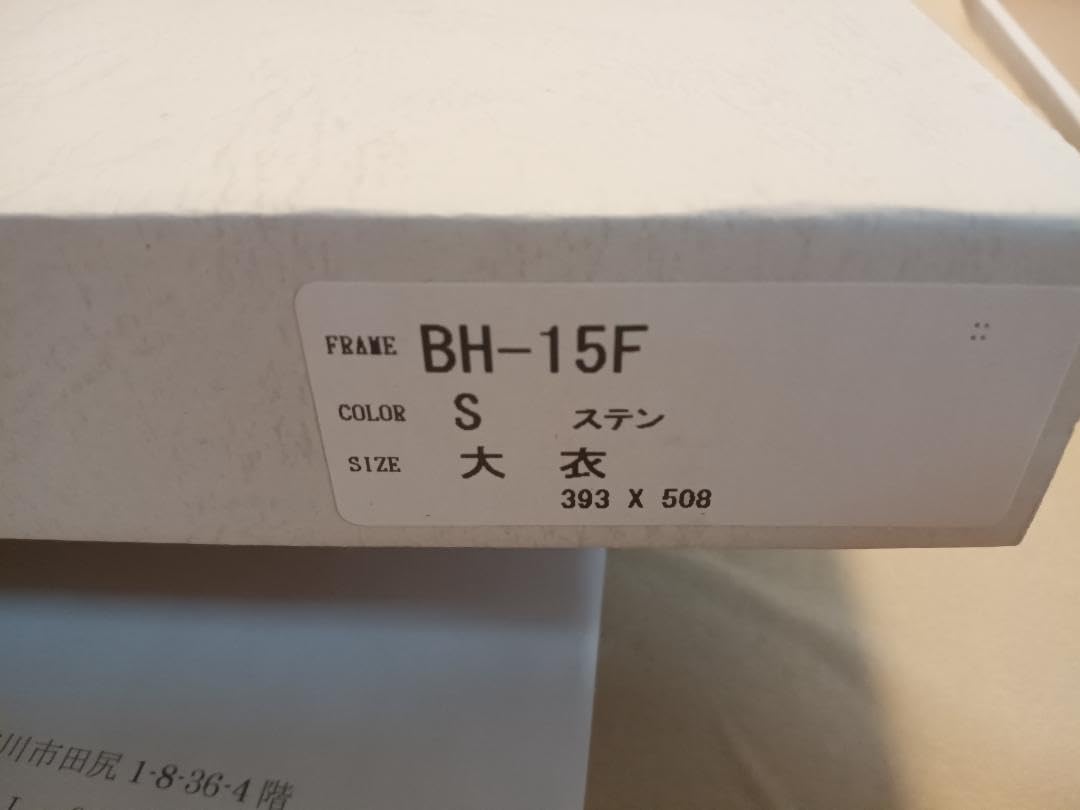 FRAME BH-15F
COLOR S ステン
SIZE 大 衣
393 X 508
川市田尻 1-8-36-4 階